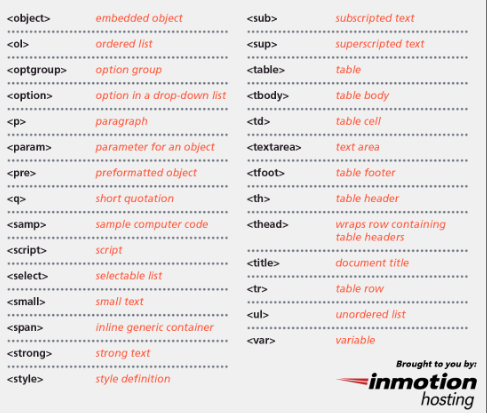 <object> embedded object
<ol> ordered list
<optgroup> option group
<option> option in a drop-down list
<p> paragraph
<param> parameter for an object
<pre> preformatted object
<q> short quotation
<samp> sample computer code
<script> script
<select> selectable list
<small> small text
<span> inline generic container
<strong> strong text
<style> style definition
<sub> subscripted text
<sup> superscripted text
<table> table
<tbody> table body
<td> table cell
<textarea> text area
<tfoot> table footer
<th> table header
<thead> wraps row containing
table headers
<title> document title
<tr> table row
<ul> unordered list
<var> variable
Brought to you by:
inmotion
hosting